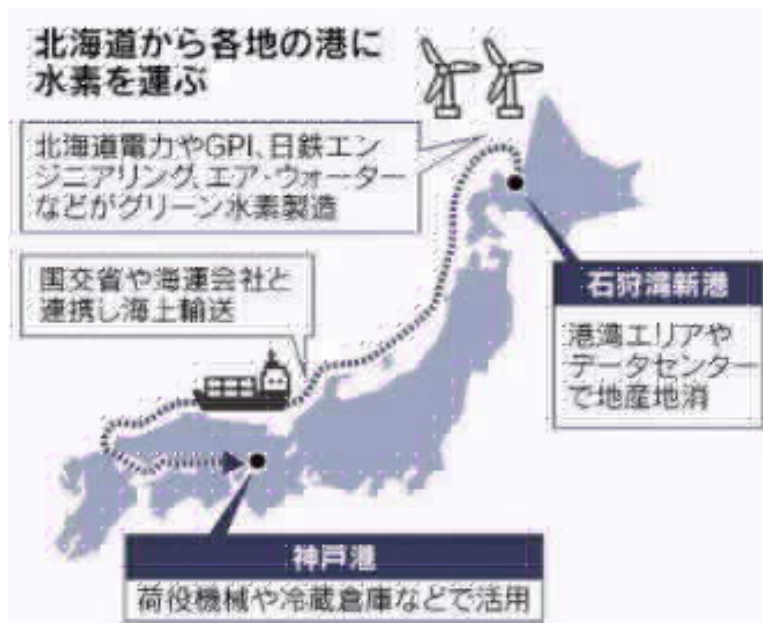 北海道から各地の港に
水素を運ぶ
北海道電力やGPI、日鉄エン
ジニアリング、エア・ウォーター
などがグリーン水素製造
国交省や海運会社と
連携し海上輸送
石狩湾新港
港湾エリアや
データセンター
で地産地消
神戸港
荷役機械や冷蔵倉庫などで活用